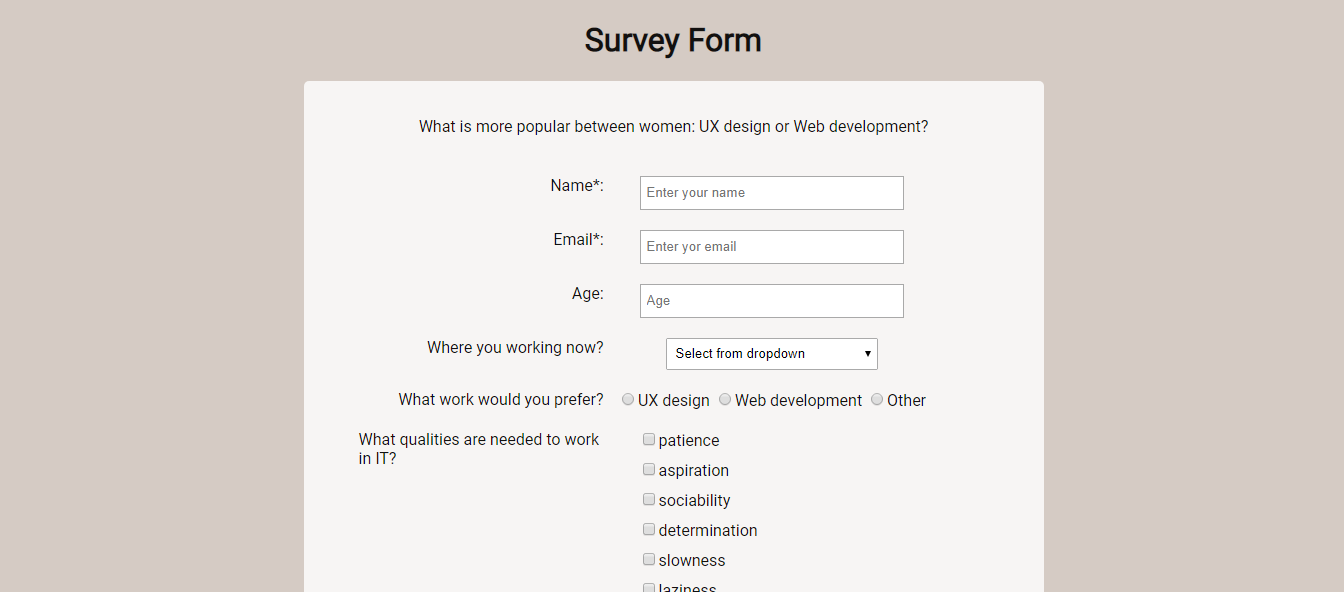 Survey Form
What is more popular between women: UX design or Web development?
Name*:
Enter your name
Email*:
Enter yor email
Age:
Age
Where you working now?
Select from dropdown
What work would you prefer?
UX design Web development Other
What qualities are needed to work
in IT?
patience
aspiration
sociability
determination
slowness
laziness